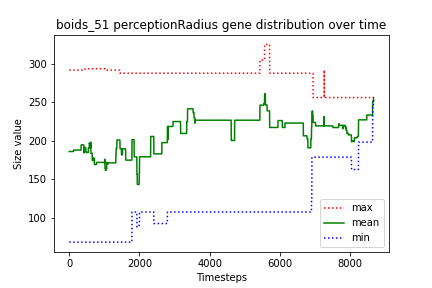 boids_51 perceptionRadius gene distribution over time
300
250
200
150
100
Size value
0
2000
4000
6000
8000
Timesteps
max
mean
min